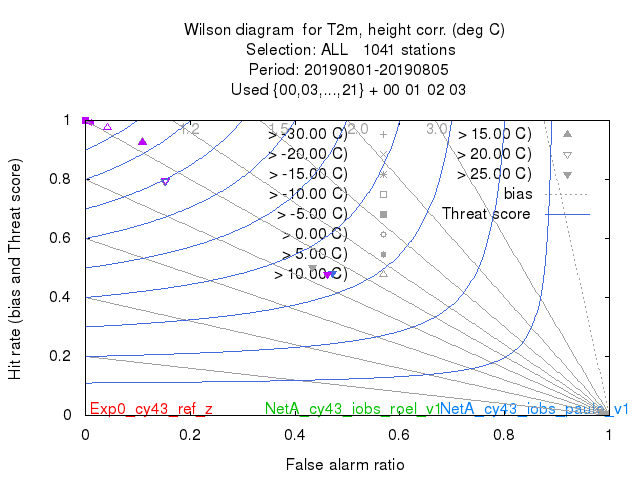 Wilson diagram for T2m, height corr. (deg C)
Selection: ALL 1041 stations
Period: 20190801-20190805
Used {00,03,...,21} + 00 01 02 03
Hit rate (bias and Threat score)
1
0.8
0.6
0.4
0.2
0
1.2
1.5
2.0
3.0
> -30.00 C)
> -20.00 C)
> -15.00 C)
> -10.00 C)
> -5.00 C)
> 0.00 C)
> 5.00 C)
> 10.00 C)
> 15.00 C)
> 20.00 C)
> 25.00 C)
bias
Threat score
Exp0_cy43_ref_z
NetA_cy43_iobs_roel_v1
NetA_cy43_iobs_paulo_v1
0 0.2 0.4 0.6 0.8 1
False alarm ratio